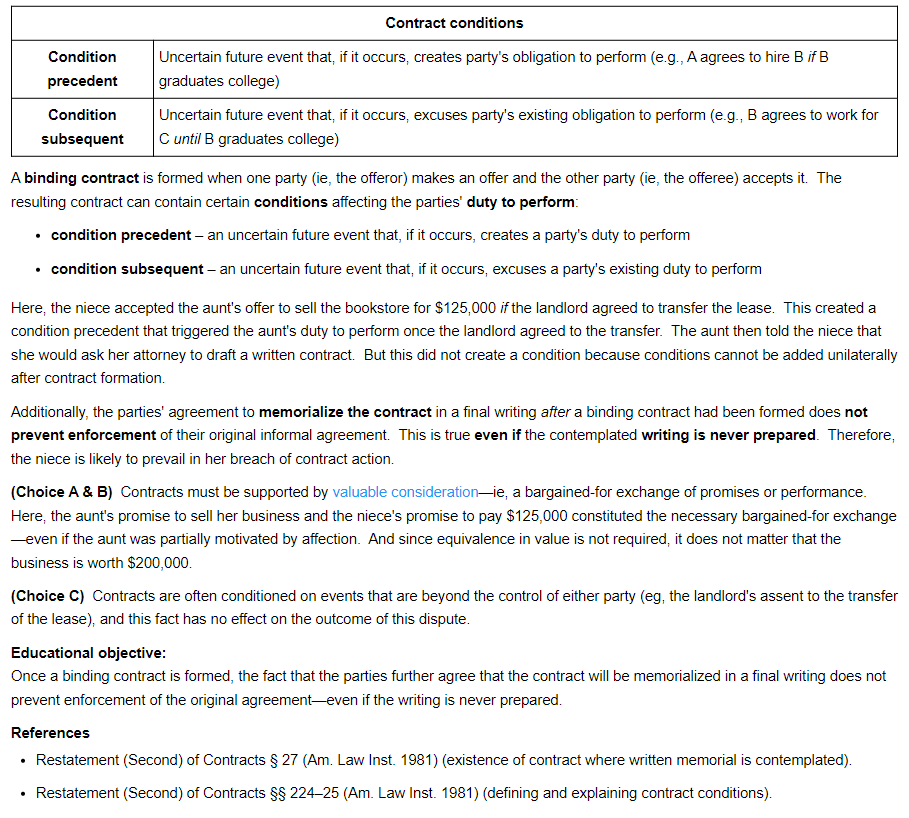 Contract conditions
Condition
precedent
Uncertain future event that, if it occurs, creates party's obligation to perform (e.g., A agrees to hire B if B
graduates college)
Condition
subsequent
Uncertain future event that, if it occurs, excuses party's existing obligation to perform (e.g., B agrees to work for
C until B graduates college)
A binding contract is formed when one party (ie, the offeror) makes an offer and the other party (ie, the offeree) accepts it. The
resulting contract can contain certain conditions affecting the parties' duty to perform:
• condition precedent – an uncertain future event that, if it occurs, creates a party's duty to perform
• condition subsequent – an uncertain future event that, if it occurs, excuses a party's existing duty to perform
Here, the niece accepted the aunt's offer to sell the bookstore for $125,000 if the landlord agreed to transfer the lease. This created a
condition precedent that triggered the aunt's duty to perform once the landlord agreed to the transfer. The aunt then told the niece that
she would ask her attorney to draft a written contract. But this did not create a condition because conditions cannot be added unilaterally
after contract formation.
Additionally, the parties' agreement to memorialize the contract in a final writing after a binding contract had been formed does not
prevent enforcement of their original informal agreement. This is true even if the contemplated writing is never prepared. Therefore,
the niece is likely to prevail in her breach of contract action.
(Choice A & B) Contracts must be supported by valuable consideration—ie, a bargained-for exchange of promises or performance.
Here, the aunt's promise to sell her business and the niece's promise to pay $125,000 constituted the necessary bargained-for exchange
—even if the aunt was partially motivated by affection. And since equivalence in value is not required, it does not matter that the
business is worth $200,000.
(Choice C) Contracts are often conditioned on events that are beyond the control of either party (eg, the landlord's assent to the transfer
of the lease), and this fact has no effect on the outcome of this dispute.
Educational objective:
Once a binding contract is formed, the fact that the parties further agree that the contract will be memorialized in a final writing does not
prevent enforcement of the original agreement—even if the writing is never prepared.
References
• Restatement (Second) of Contracts § 27 (Am. Law Inst. 1981) (existence of contract where written memorial is contemplated).
• Restatement (Second) of Contracts §§ 224–25 (Am. Law Inst. 1981) (defining and explaining contract conditions).